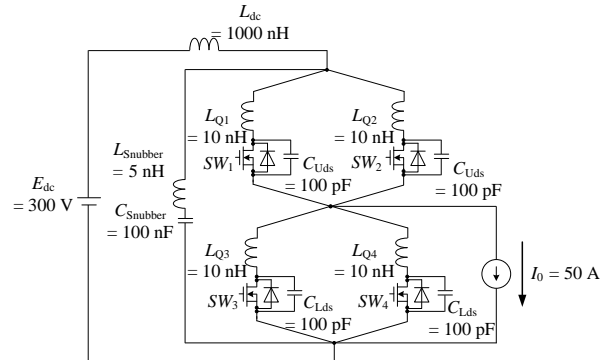 L_dc
= 1000 nH
L_Q1
= 10 nH
L_Q2
= 10 nH
L_Snubber
= 5 nH
SW_1
C_Uds
= 100 pF
SW_2
C_Uds
= 100 pF
E_dc
= 300 V
C_Snubber
= 100 nF
L_Q3
= 10 nH
L_Q4
= 10 nH
I_0 = 50 A
SW_3
C_Lds
= 100 pF
SW_4
C_Lds
= 100 pF